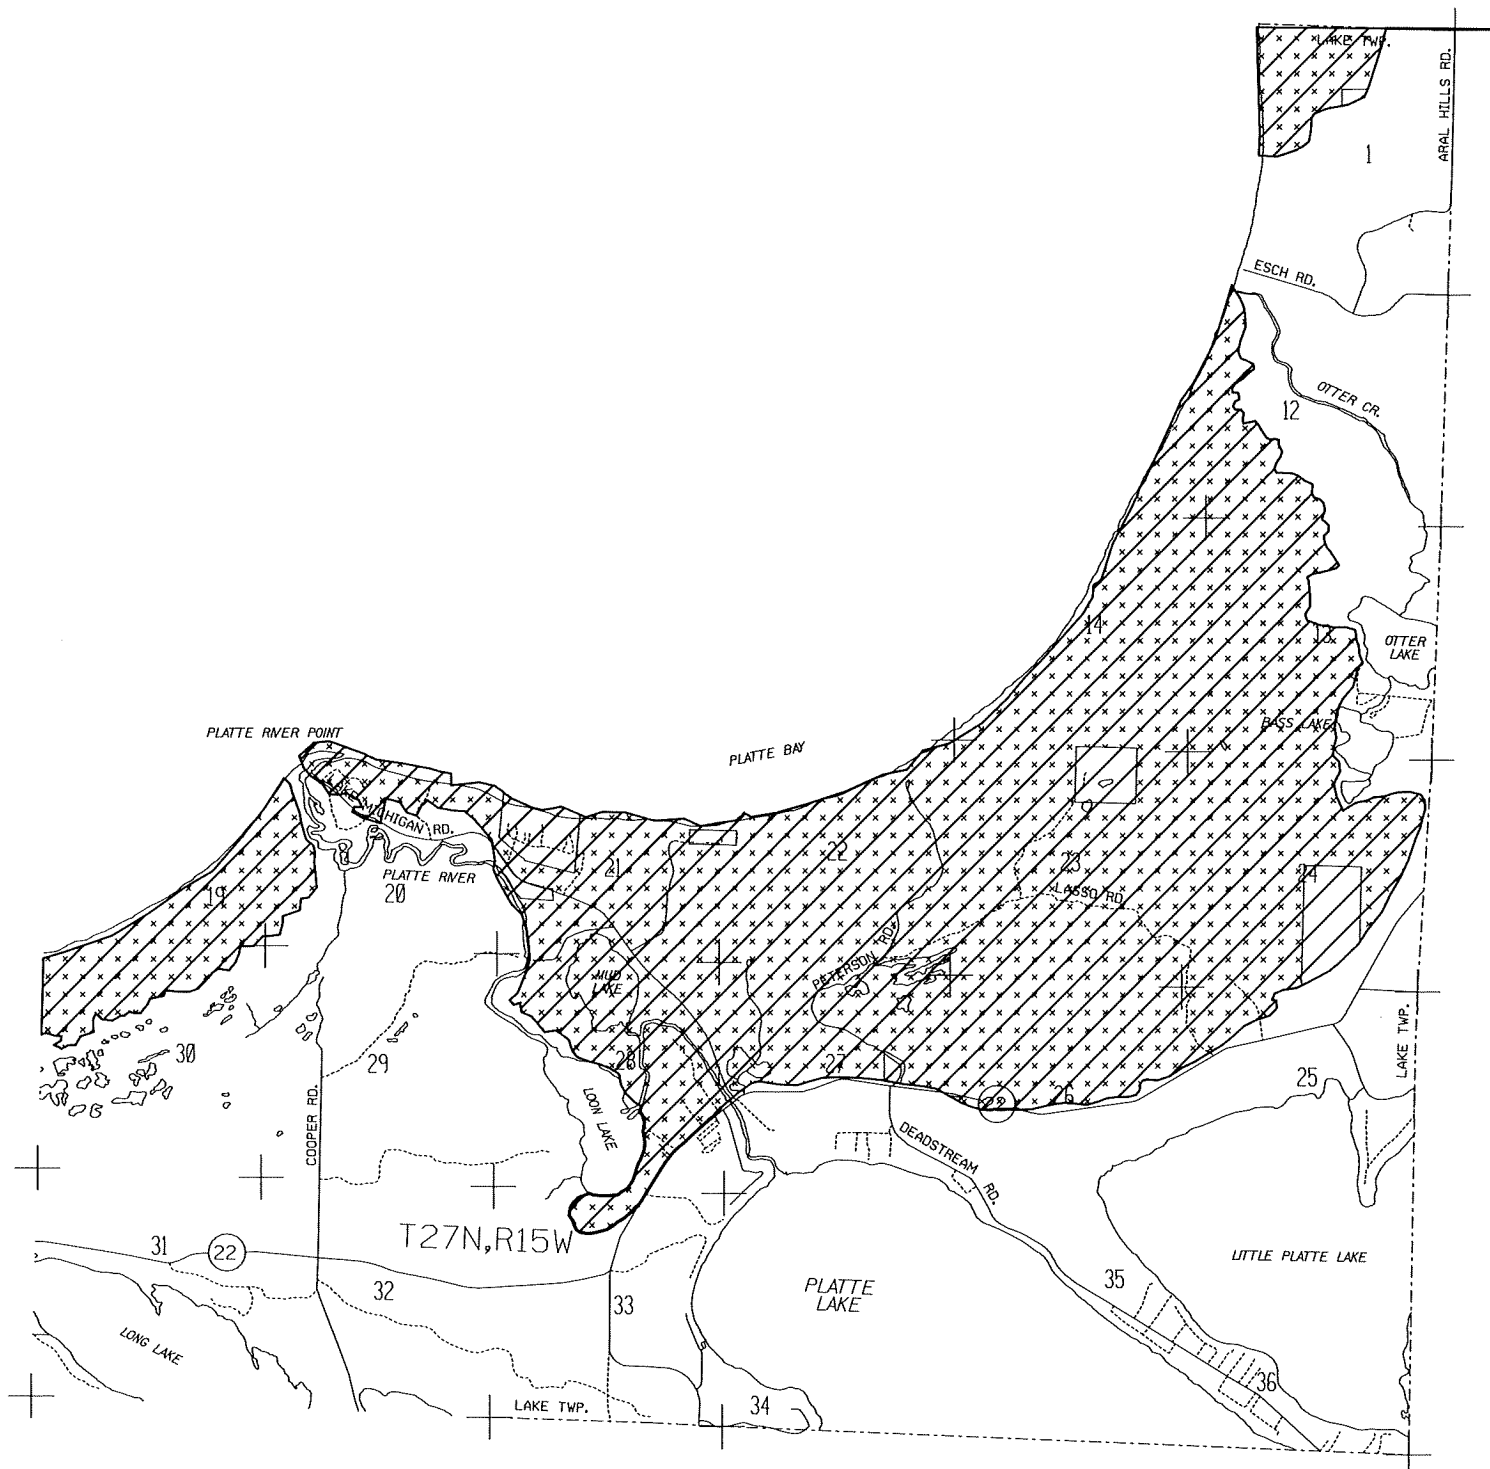 LAKE TWP.
ARAL HILLS RD.
1
ESCH RD.
OTTER CR.
12
14
13
OTTER
LAKE
BASS LAKE
PLATTE RIVER POINT
PLATTE BAY
LAKE MICHIGAN RD.
PLATTE RIVER
19
20
21
22
23
24
LASSO RD.
PETERSON RD.
MUD
LAKE
30
29
28
27
26
25
22
LAKE TWP.
COOPER RD.
LOON LAKE
DEADSTREAM RD.
T27N,R15W
31
22
32
33
PLATTE
LAKE
35
LITTLE PLATTE LAKE
LONG LAKE
LAKE TWP.
34
36